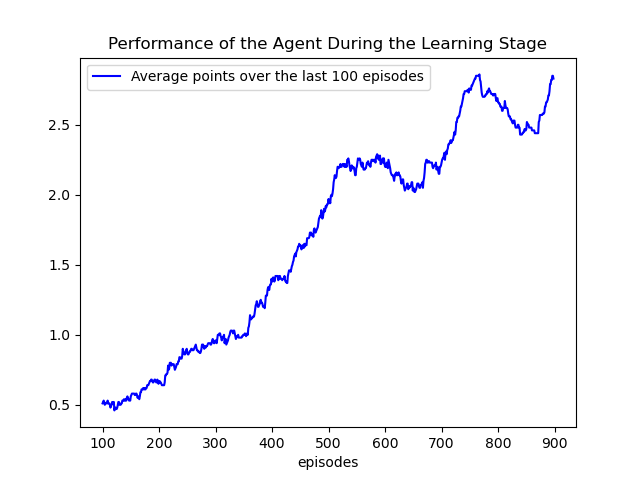 Performance of the Agent During the Learning Stage
Average points over the last 100 episodes
2.5
2.0
1.5
1.0
0.5
100 200 300 400 500 600 700 800 900
episodes